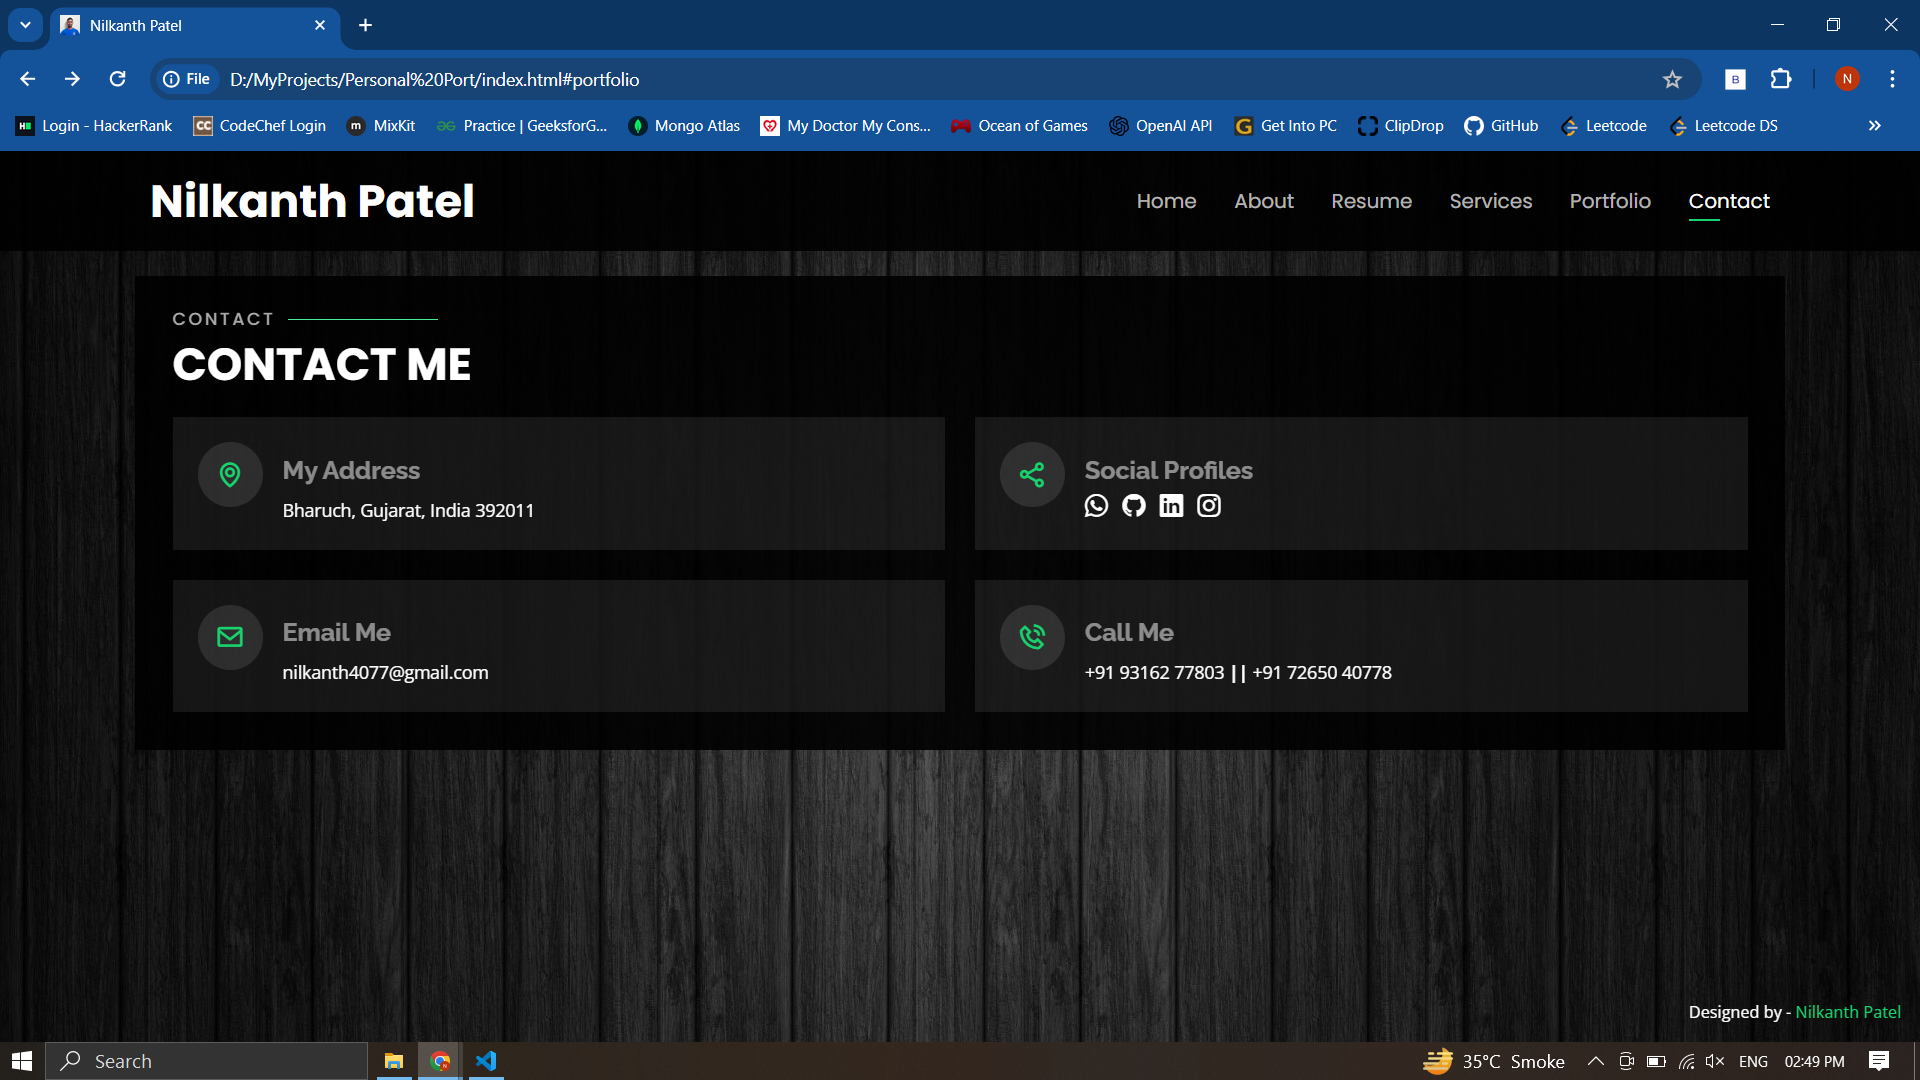 Nilkanth Patel
File D:/MyProjects/Personal%20Port/index.html#portfolio B N
Login - HackerRank CodeChef Login MixKit Practice | GeeksforG... Mongo Atlas My Doctor My Cons... Ocean of Games OpenAI API Get Into PC ClipDrop GitHub Leetcode Leetcode DS
Nilkanth Patel Home About Resume Services Portfolio Contact
CONTACT
CONTACT ME
My Address
Bharuch, Gujarat, India 392011
Social Profiles
Email Me
nilkanth4077@gmail.com
Call Me
+91 93162 77803 || +91 72650 40778
Designed by - Nilkanth Patel
Search 35°C Smoke ENG 02:49 PM